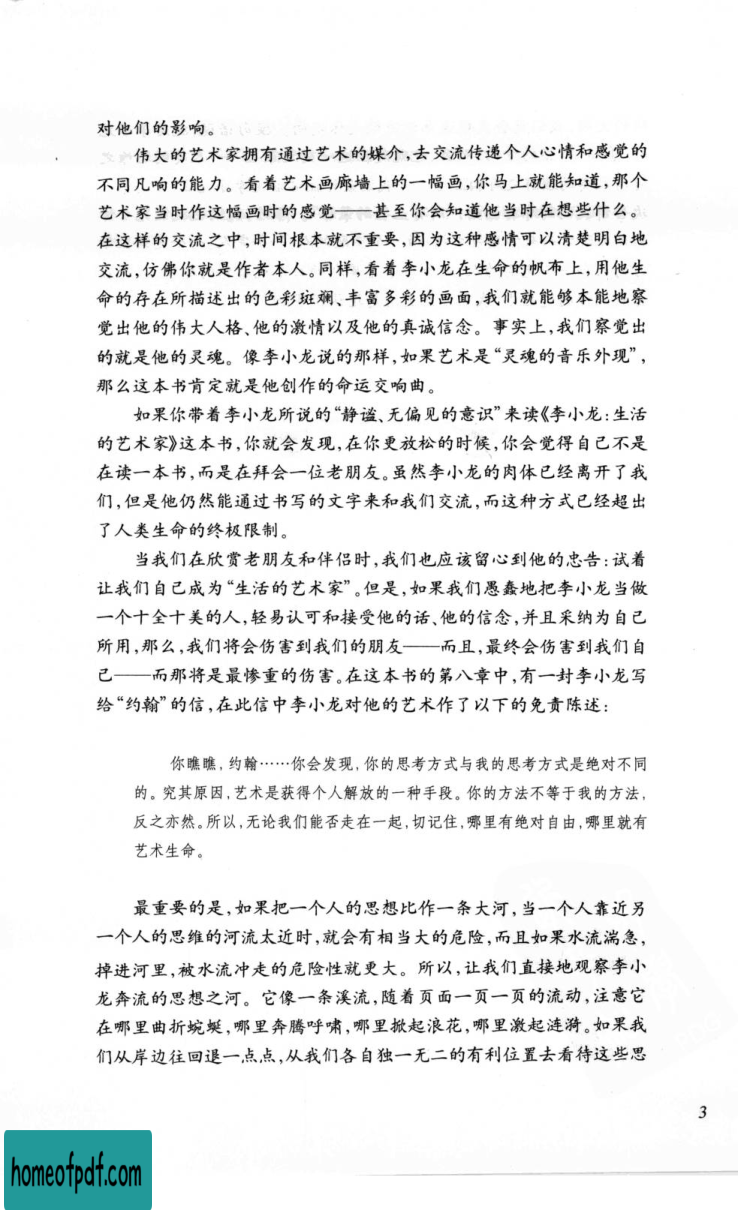 对他们的影响。
伟大的艺术家拥有通过艺术的媒介,去交流传递个人心情和感觉的
不同凡响的能力。看着艺术画廊墙上的一幅画,你马上就能知道,那个
艺术家当时作这幅画时的感觉——甚至你会知道他当时在想些什么。
在这样的交流之中,时间根本就不重要,因为这种感情可以清楚明白地
交流,仿佛你就是作者本人。同样,看着李小龙在生命的帆布上,用他生
命的存在所描述出的色彩斑斓、丰富多彩的画面,我们就能够本能地察
觉出他的伟大人格、他的激情以及他的真诚信念。事实上,我们察觉出
的就是他的灵魂。像李小龙说的那样,如果艺术是“灵魂的音乐外现”,
那么这本书肯定就是他创作的命运交响曲。
如果你带着李小龙所说的“静谧、无偏见的意识”来读《李小龙:生活
的艺术家》这本书,你就会发现,在你更放松的时候,你会觉得自己不是
在读一本书,而是在拜会一位老朋友。虽然李小龙的肉体已经离开了我
们,但是他仍然能通过书写的文字来和我们交流,而这种方式已经超出
了人类生命的终极限制。
当我们在欣赏老朋友和伴侣时,我们也应该留心到他的忠告:试着
让我们自己成为“生活的艺术家”。但是,如果我们愚蠢地把李小龙当做
一个十全十美的人,轻易认可和接受他的话、他的信念,并且采纳为自己
所用,那么,我们将会伤害到我们的朋友——而且,最终会伤害到我们自
己——而那将是最惨重的伤害。在这本书的第八章中,有一封李小龙写
给“约翰”的信,在此信中李小龙对他的艺术作了以下的免责陈述:
你瞧瞧,约翰……你会发现,你的思考方式与我的思考方式是绝对不同
的。究其原因,艺术是获得个人解放的一种手段。你的方法不等于我的方法,
反之亦然。所以,无论我们能否走在一起,切记住,哪里有绝对自由,哪里就有
艺术生命。
最重要的是,如果把一个人的思想比作一条大河,当一个人靠近另
一个人的思维的河流太近时,就会有相当大的危险,而且如果水流湍急,
掉进河里,被水流冲走的危险性就更大。所以,让我们直接地观察李小
龙奔流的思想之河。它像一条溪流,随着页面一页一页的流动,注意它
在哪里曲折蜿蜒,哪里奔腾呼啸,哪里掀起浪花,哪里激起涟漪。如果我
们从岸边往回退一点点,从我们各自独一无二的有利位置去看待这些思
3
homeofpdf.com